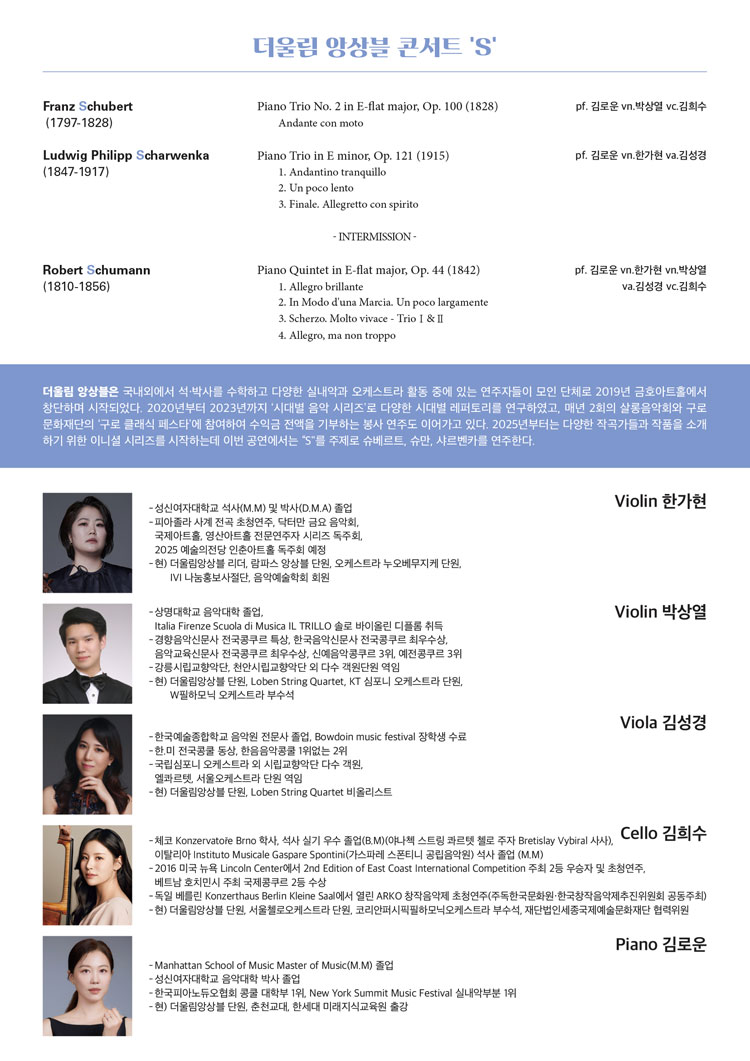 더울림 앙상블 콘서트 'S'
Franz Schubert
(1797-1828)
Piano Trio No. 2 in E-flat major, Op. 100 (1828)
Andante con moto
pf. 김로운 vn.박상열 vc.김희수
Ludwig Philipp Scharwenka
(1847-1917)
Piano Trio in E minor, Op. 121 (1915)
1. Andantino tranquillo
2. Un poco lento
3. Finale. Allegretto con spirito
pf. 김로운 vn.한가현 va.김성경
- INTERMISSION -
Robert Schumann
(1810-1856)
Piano Quintet in E-flat major, Op. 44 (1842)
1. Allegro brillante
2. In Modo d'una Marcia. Un poco largamente
3. Scherzo. Molto vivace - Trio Ⅰ & Ⅱ
4. Allegro, ma non troppo
pf. 김로운 vn.한가현 vn.박상열
va.김성경 vc.김희수
더울림 앙상블은 국내외에서 석·박사를 수학하고 다양한 실내악과 오케스트라 활동 중에 있는 연주자들이 모인 단체로 2019년 금호아트홀에서
창단하며 시작되었다. 2020년부터 2023년까지 '시대별 음악 시리즈'로 다양한 시대별 레퍼토리를 연구하였고, 매년 2회의 살롱음악회와 구로
문화재단의 '구로 클래식 페스타'에 참여하여 수익금 전액을 기부하는 봉사 연주도 이어가고 있다. 2025년부터는 다양한 작곡가들과 작품을 소개
하기 위한 이니셜 시리즈를 시작하는데 이번 공연에서는 "S"를 주제로 슈베르트, 슈만, 샤르벤카를 연주한다.
Violin 한가현
- 성신여자대학교 석사(M.M) 및 박사(D.M.A) 졸업
- 피아졸라 사계 전곡 초청연주, 닥터만 금요 음악회,
국제아트홀, 영산아트홀 전문연주자 시리즈 독주회,
2025 예술의전당 인춘아트홀 독주회 예정
- 현) 더울림앙상블 리더, 람파스 앙상블 단원, 오케스트라 누오베무지케 단원,
IVI 나눔홍보사절단, 음악예술학회 회원
Violin 박상열
- 상명대학교 음악대학 졸업,
Italia Firenze Scuola di Musica IL TRILLO 솔로 바이올린 디플롬 취득
- 경향음악신문사 전국콩쿠르 특상, 한국음악신문사 전국콩쿠르 최우수상,
음악교육신문사 전국콩쿠르 최우수상, 신예음악콩쿠르 3위, 예전콩쿠르 3위
- 강릉시립교향악단, 천안시립교향악단 외 다수 객원단원 역임
- 현) 더울림앙상블 단원, Loben String Quartet, KT 심포니 오케스트라 단원,
W필하모닉 오케스트라 부수석
Viola 김성경
- 한국예술종합학교 음악원 전문사 졸업, Bowdoin music festival 장학생 수료
- 한.미 전국콩쿨 동상, 한음음악콩쿨 1위없는 2위
- 국립심포니 오케스트라 외 시립교향악단 다수 객원,
엘콰르텟, 서울오케스트라 단원 역임
- 현) 더울림앙상블 단원, Loben String Quartet 비올리스트
Cello 김희수
- 체코 Konzervatoře Brno 학사, 석사 실기 우수 졸업(B.M)(야나첵 스트링 콰르텟 첼로 주자 Bretislay Vybiral 사사),
이탈리아 Instituto Musicale Gaspare Spontini(가스파레 스폰티니 공립음악원) 석사 졸업 (M.M)
- 2016 미국 뉴욕 Lincoln Center에서 2nd Edition of East Coast International Competition 주최 2등 우승자 및 초청연주,
베트남 호치민시 주최 국제콩쿠르 2등 수상
- 독일 베를린 Konzerthaus Berlin Kleine Saal에서 열린 ARKO 창작음악제 초청연주(주독한국문화원·한국창작음악제추진위원회 공동주최)
- 현) 더울림앙상블 단원, 서울첼로오케스트라 단원, 코리안퍼시픽필하모닉오케스트라 부수석, 재단법인세종국제예술문화재단 협력위원
Piano 김로운
- Manhattan School of Music Master of Music(M.M) 졸업
- 성신여자대학교 음악대학 박사 졸업
- 한국피아노듀오협회 콩쿨 대학부 1위, New York Summit Music Festival 실내악부분 1위
- 현) 더울림앙상블 단원, 춘천교대, 한세대 미래지식교육원 출강